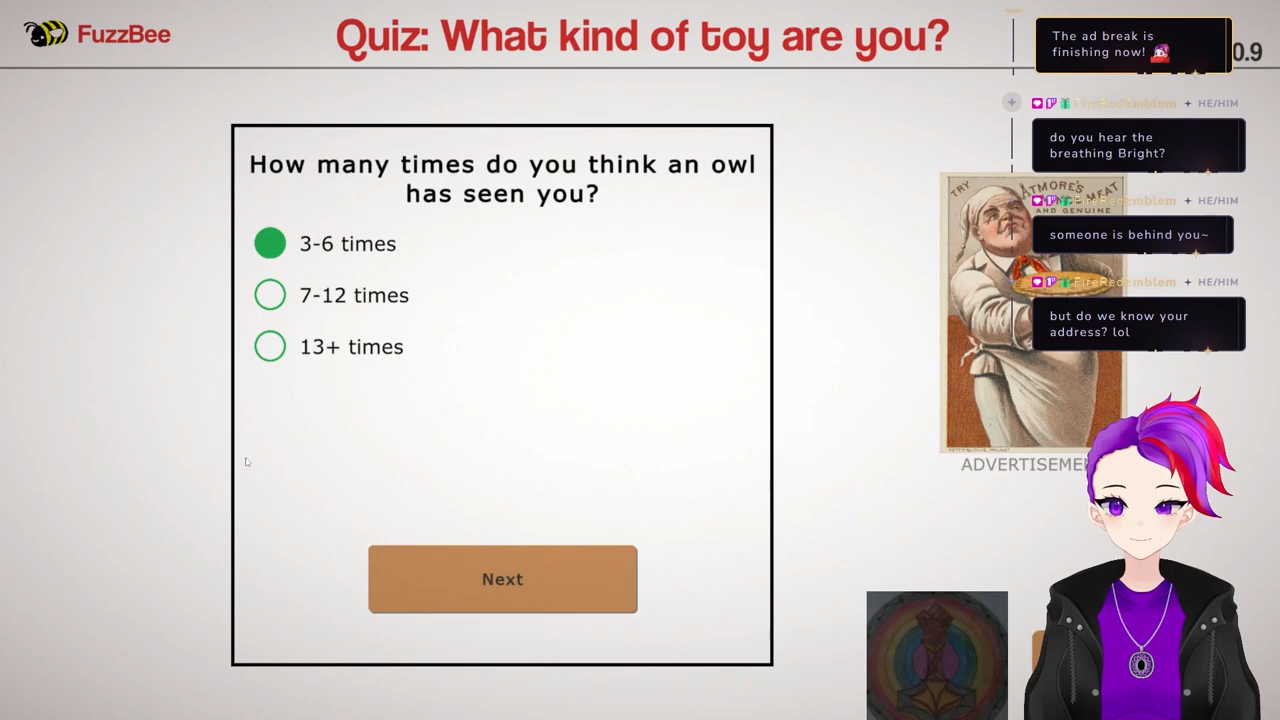 FuzzBee
Quiz: What kind of toy are you?
0.9
How many times do you think an owl
has seen you?
3-6 times
7-12 times
13+ times
Next
The ad break is
finishing now!
FireRedEmblem + HE/HIM
do you hear the
breathing Bright?
FireRedEmblem + HE/HIM
someone is behind you~
FireRedEmblem + HE/HIM
but do we know your
address? lol
TRY
ATMORE'S
MEAT
AND GENUINE
ADVERTISEME